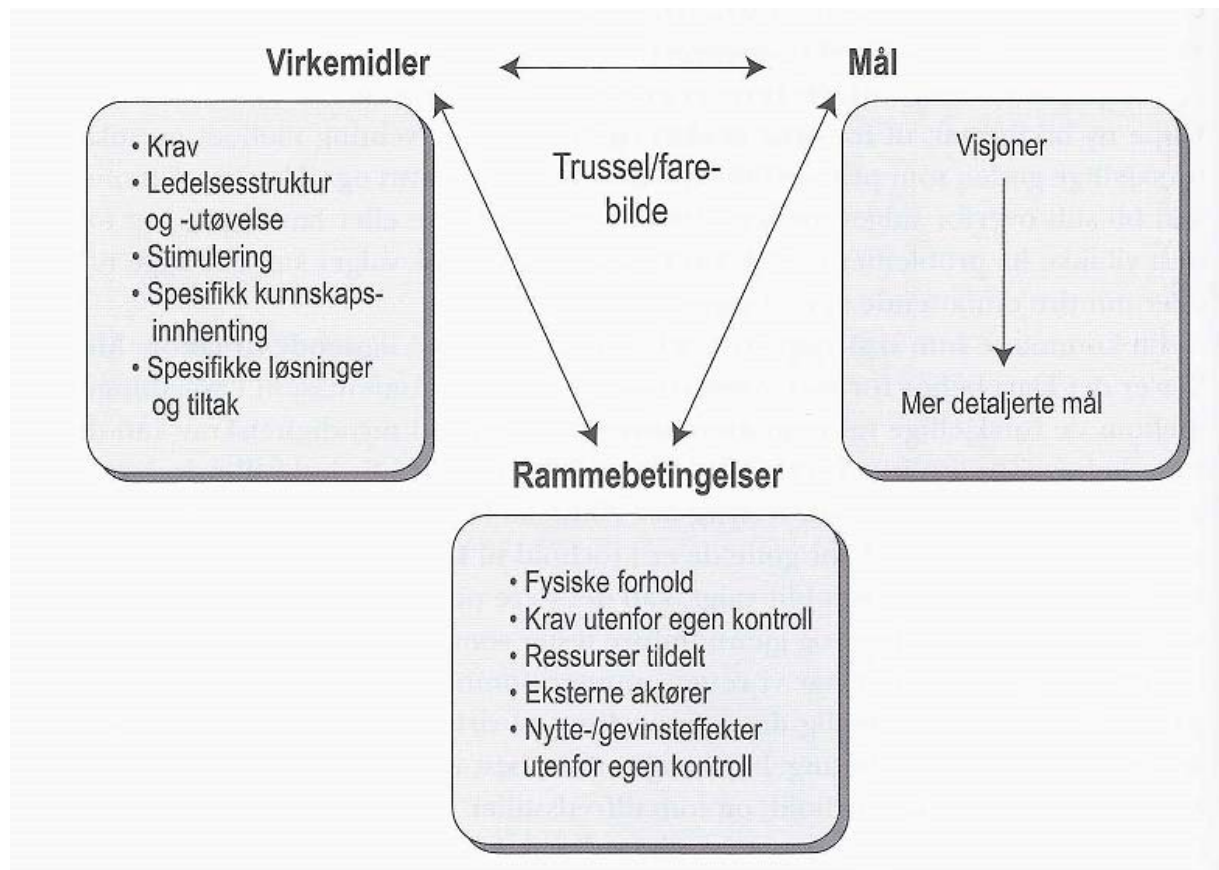 Virkemidler
Mål
• Krav
• Ledelsesstruktur
og -utøvelse
• Stimulering
• Spesifikk kunnskaps-
innhenting
• Spesifikke løsninger
og tiltak
Trussel/fare-
bilde
Visjoner
Mer detaljerte mål
Rammebetingelser
• Fysiske forhold
• Krav utenfor egen kontroll
• Ressurser tildelt
• Eksterne aktører
• Nytte-/gevinsteffekter
utenfor egen kontroll